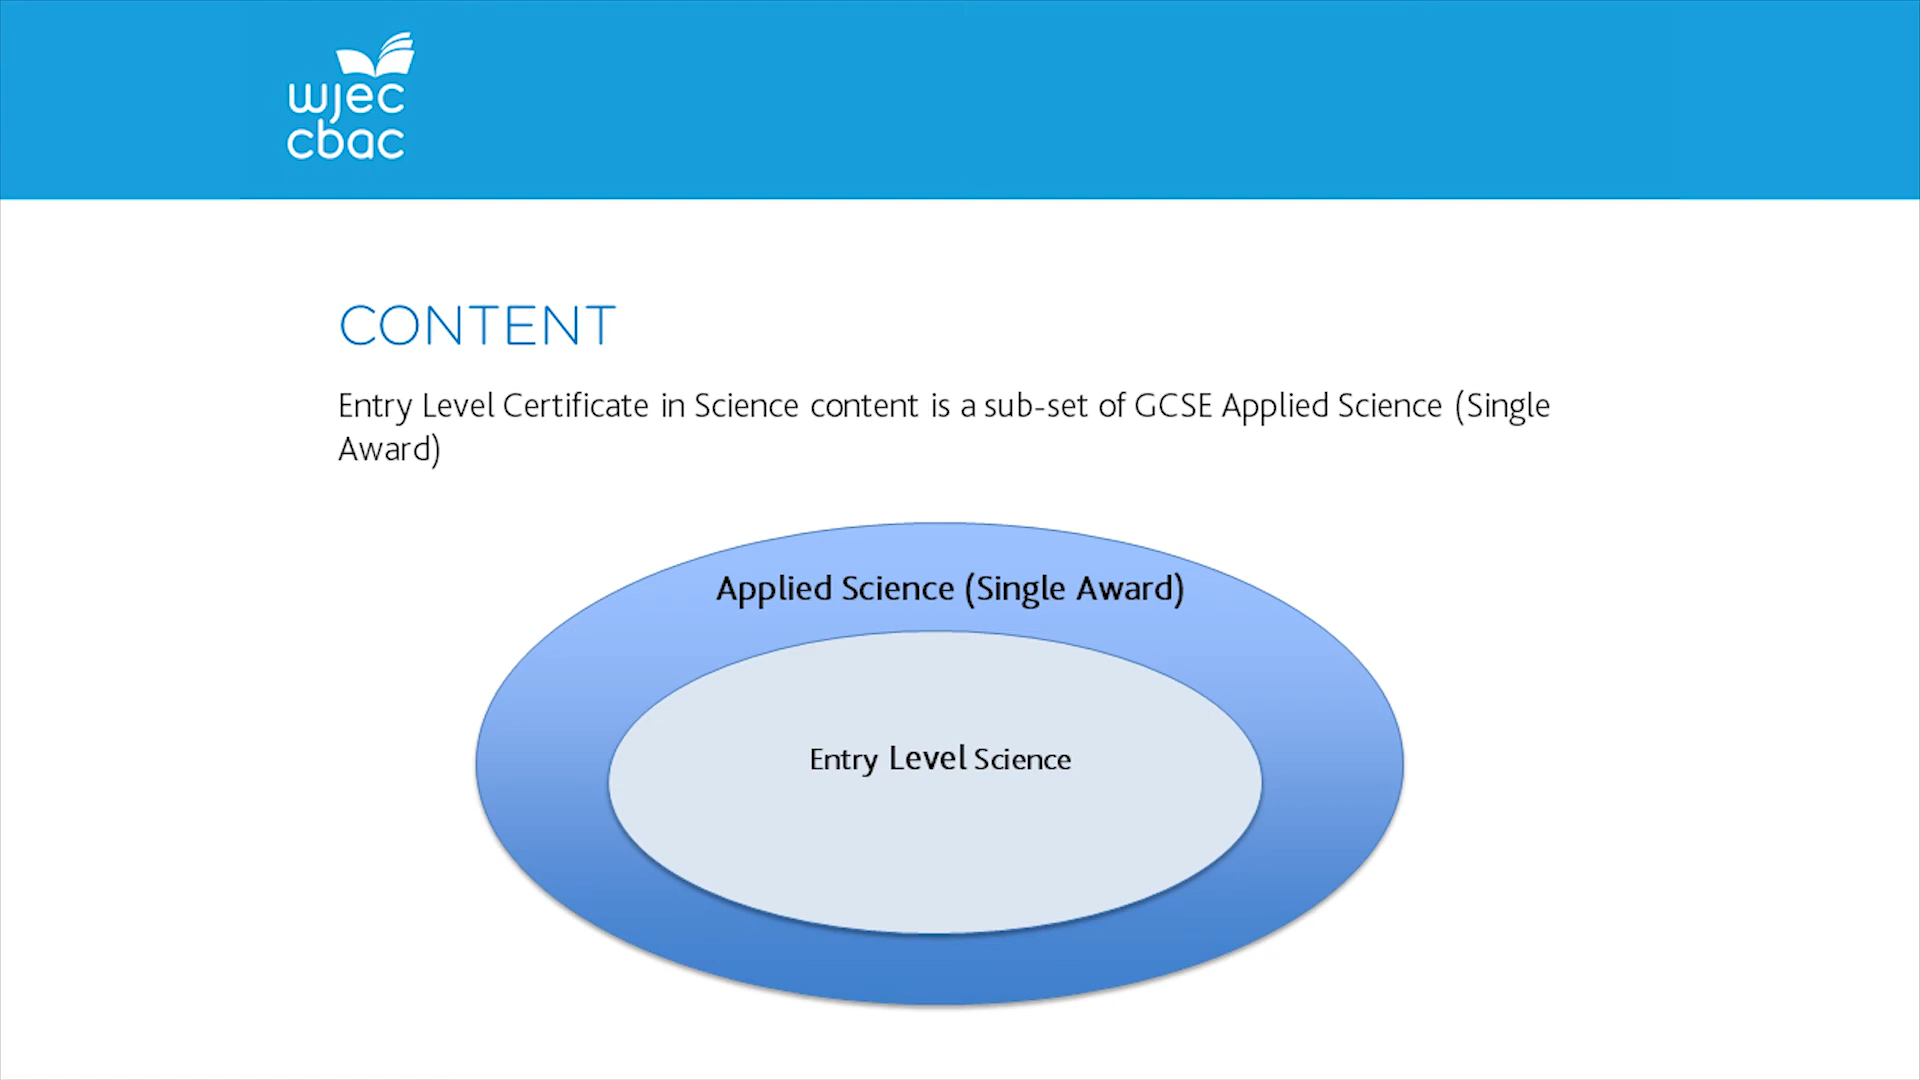 wjec
cbac
CONTENT
Entry Level Certificate in Science content is a sub-set of GCSE Applied Science (Single
Award)
Applied Science (Single Award)
Entry Level Science